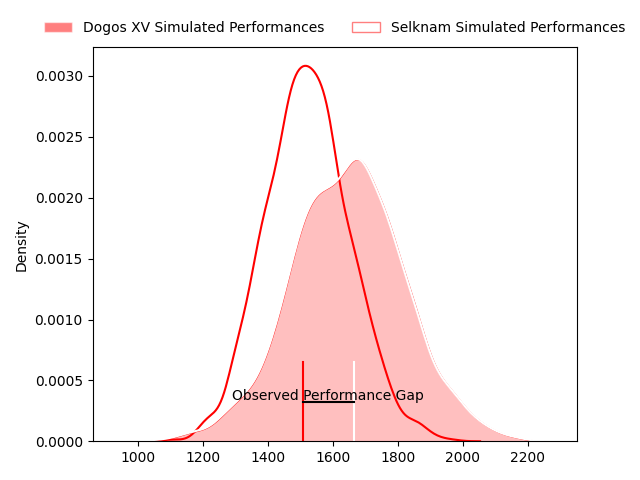 Dogos XV Simulated Performances
Selknam Simulated Performances
0.0030
0.0025
0.0020
0.0015
0.0010
0.0005
0.0000
Density
Observed Performance Gap
1000 1200 1400 1600 1800 2000 2200